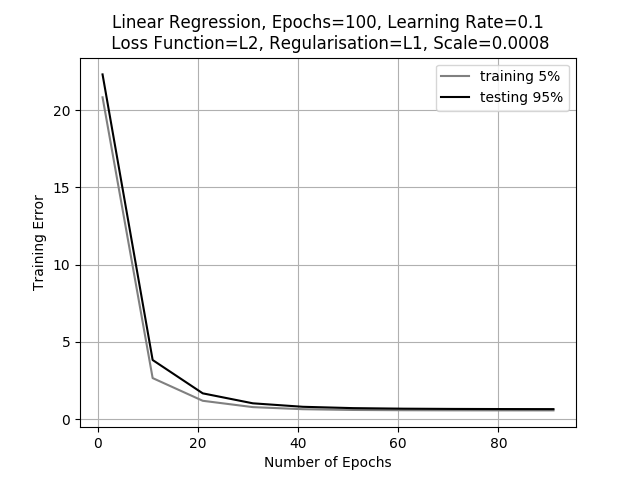 Linear Regression, Epochs=100, Learning Rate=0.1
Loss Function=L2, Regularisation=L1, Scale=0.0008
training 5%
testing 95%
20
15
10
5
0
Training Error
0 20 40 60 80
Number of Epochs